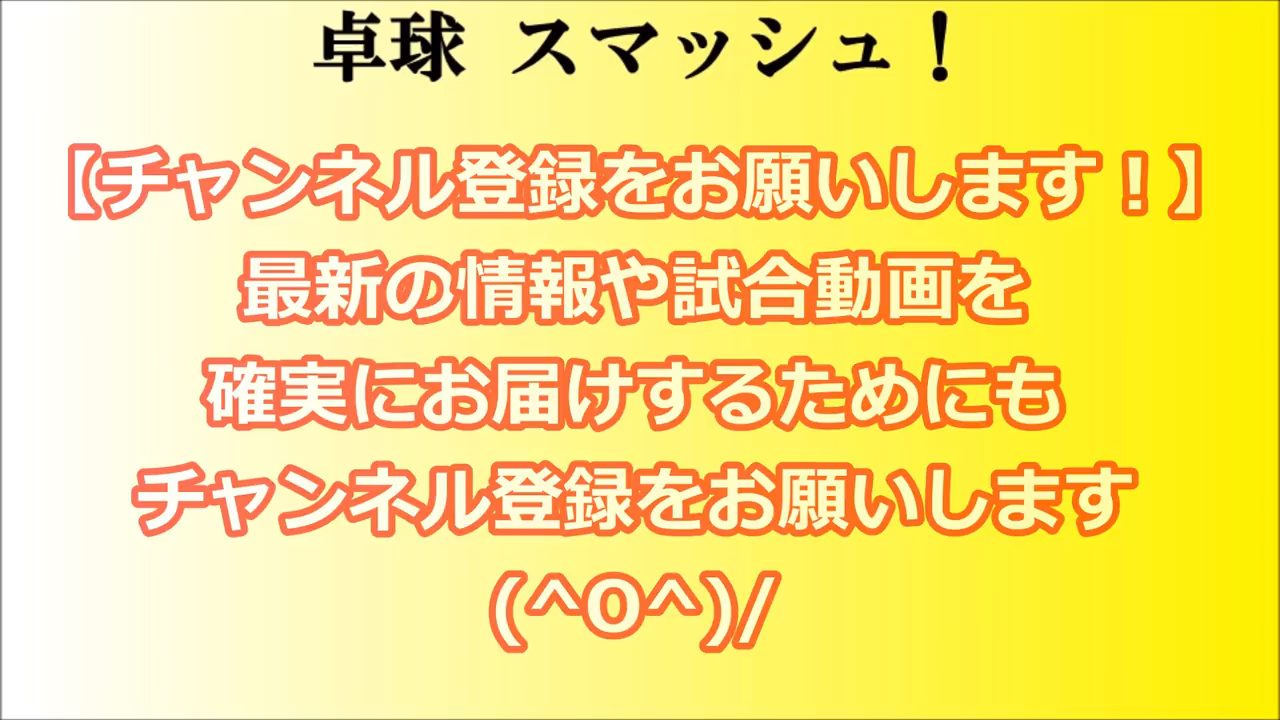 卓球 スマッシュ！
【チャンネル登録をお願いします！】
最新の情報や試合動画を
確実にお届けするためにも
チャンネル登録をお願いします
(^O^)/